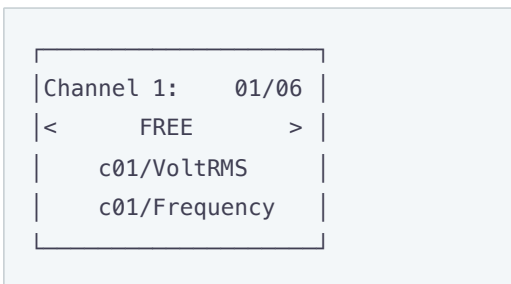 Channel 1: 01/06
< FREE >
c01/VoltRMS
c01/Frequency